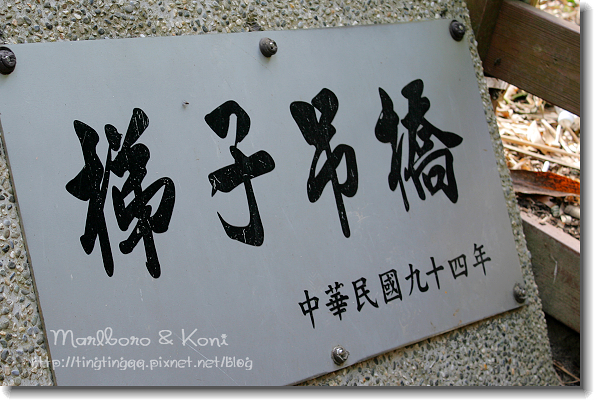 梯子吊橋
中華民國九十四年
Marlboro & Koni
http://tingtingqq.pixnet.net/blog